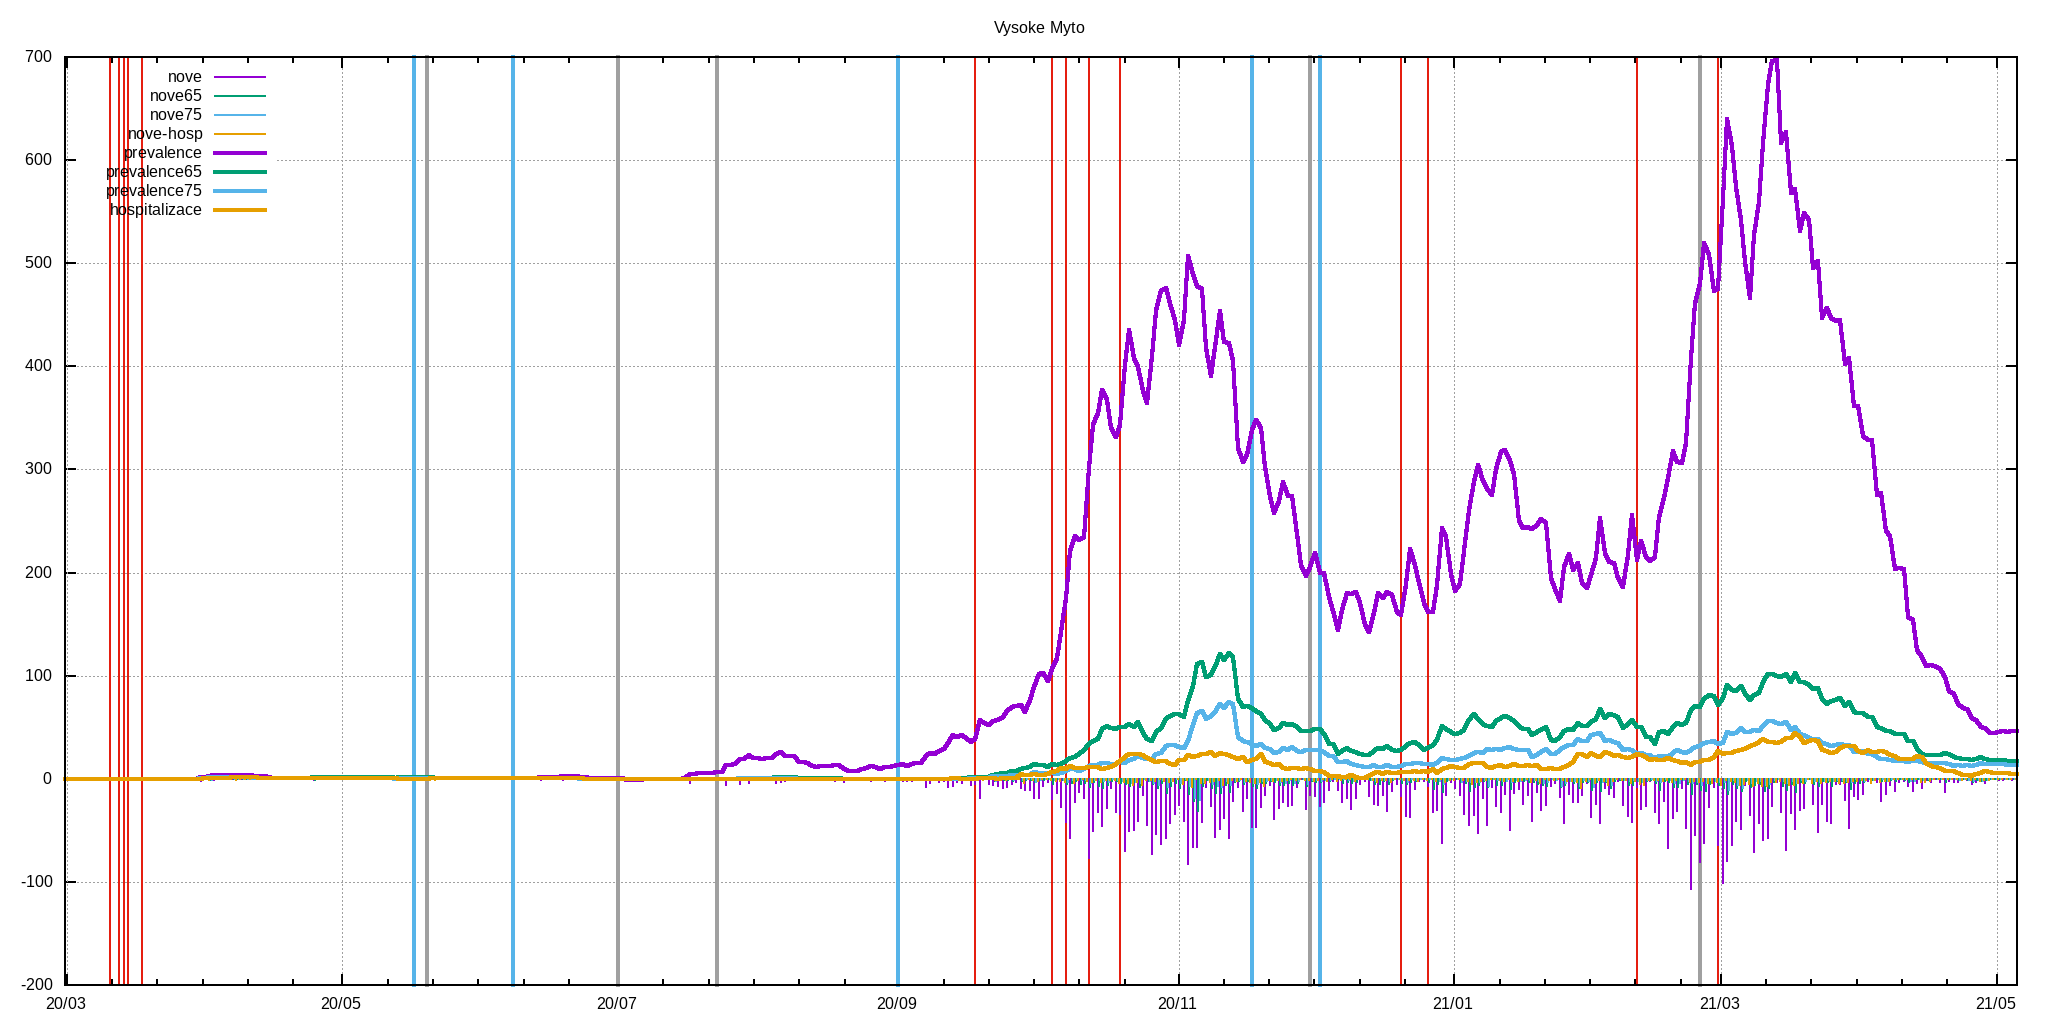 Vysoke Myto
700
600
500
400
300
200
100
0
-100
-200
nove
nove65
nove75
nove-hosp
prevalence
prevalence65
prevalence75
hospitalizace
20/03 20/05 20/07 20/09 20/11 21/01 21/03 21/05